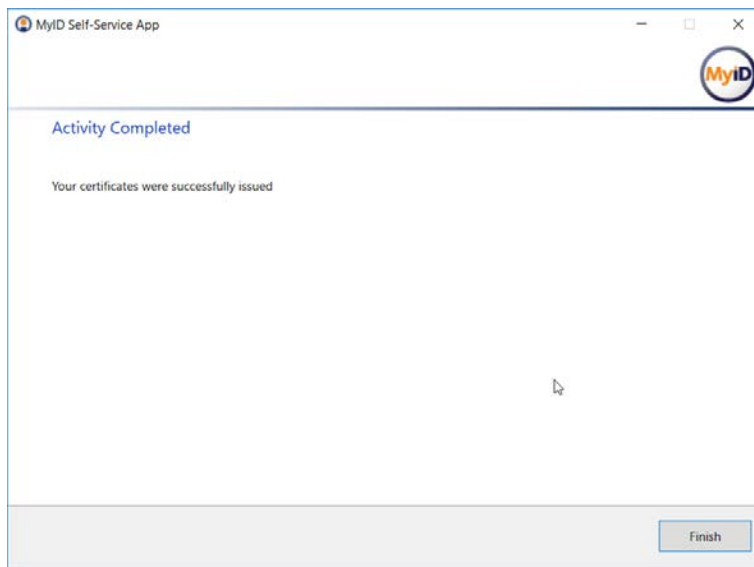 MyID Self-Service App
MyiD
Activity Completed
Your certificates were successfully issued
Finish